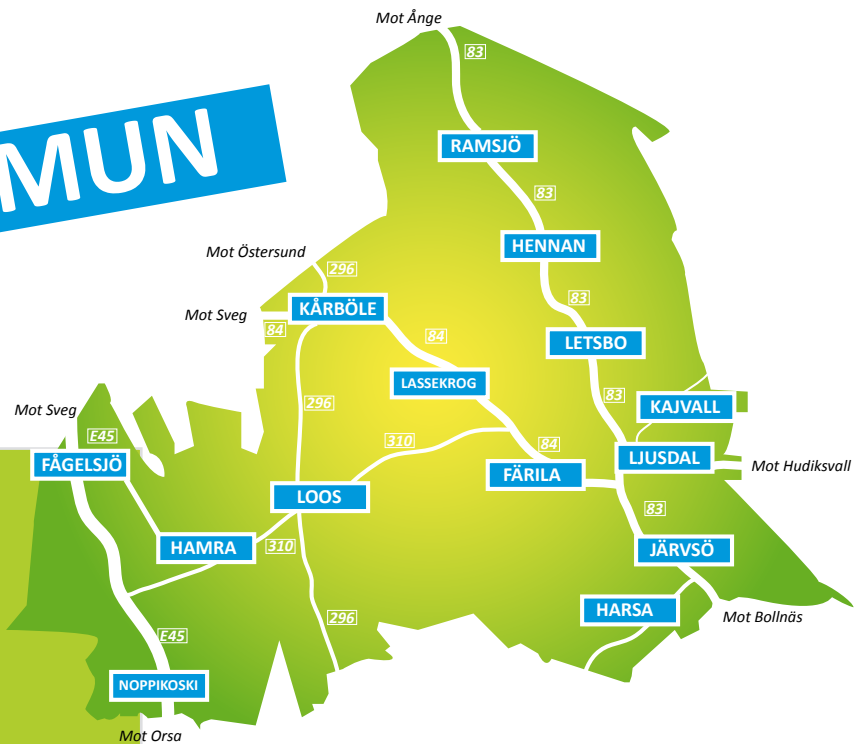 Mot Ånge
83
MUN
RAMSJÖ
83
HENNAN
Mot Östersund
296
83
KÅRBÖLE
Mot Sveg
84
84
LETSBO
LASSEKROG
83
296
KAJVALL
Mot Sveg
E45
310
84
FÅGELSJÖ
LJUSDAL
Mot Hudiksvall
FÄRILA
LOOS
83
HAMRA
310
JÄRVSÖ
HARSA
296
Mot Bollnäs
E45
NOPPIKOSKI
Mot Orsa